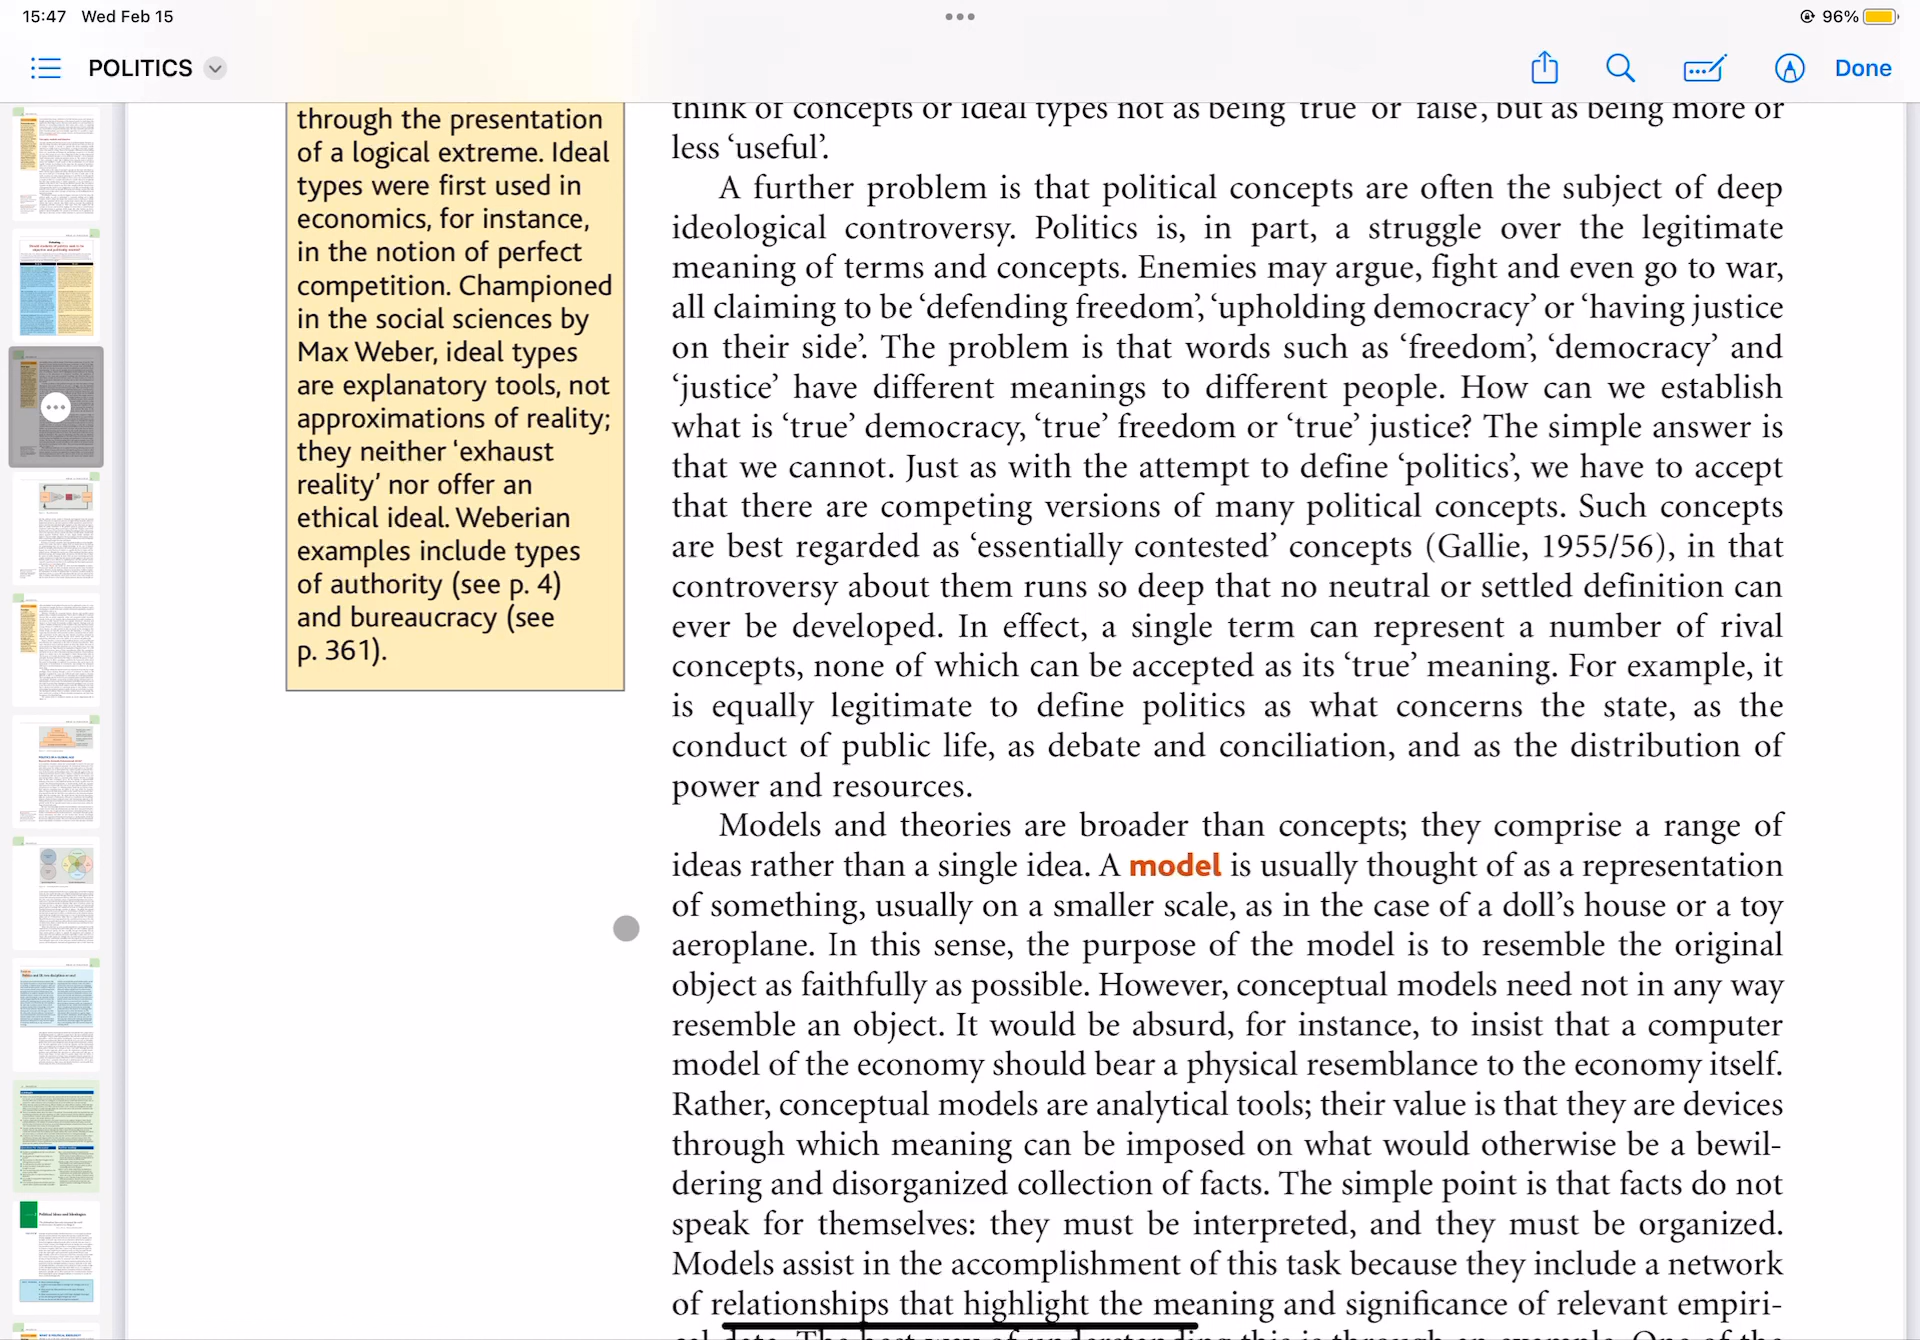 15:47 Wed Feb 15
96%
POLITICS
Done
through the presentation
of a logical extreme. Ideal
types were first used in
economics, for instance,
in the notion of perfect
competition. Championed
in the social sciences by
Max Weber, ideal types
are explanatory tools, not
approximations of reality;
they neither ‘exhaust
reality’ nor offer an
ethical ideal. Weberian
examples include types
of authority (see p. 4)
and bureaucracy (see
p. 361).
think of concepts or ideal types not as being ‘true’ or ‘false’, but as being more or
less ‘useful’.
A further problem is that political concepts are often the subject of deep
ideological controversy. Politics is, in part, a struggle over the legitimate
meaning of terms and concepts. Enemies may argue, fight and even go to war,
all claiming to be ‘defending freedom’, ‘upholding democracy’ or ‘having justice
on their side’. The problem is that words such as ‘freedom’, ‘democracy’ and
‘justice’ have different meanings to different people. How can we establish
what is ‘true’ democracy, ‘true’ freedom or ‘true’ justice? The simple answer is
that we cannot. Just as with the attempt to define ‘politics’, we have to accept
that there are competing versions of many political concepts. Such concepts
are best regarded as ‘essentially contested’ concepts (Gallie, 1955/56), in that
controversy about them runs so deep that no neutral or settled definition can
ever be developed. In effect, a single term can represent a number of rival
concepts, none of which can be accepted as its ‘true’ meaning. For example, it
is equally legitimate to define politics as what concerns the state, as the
conduct of public life, as debate and conciliation, and as the distribution of
power and resources.
Models and theories are broader than concepts; they comprise a range of
ideas rather than a single idea. A model is usually thought of as a representation
of something, usually on a smaller scale, as in the case of a doll’s house or a toy
aeroplane. In this sense, the purpose of the model is to resemble the original
object as faithfully as possible. However, conceptual models need not in any way
resemble an object. It would be absurd, for instance, to insist that a computer
model of the economy should bear a physical resemblance to the economy itself.
Rather, conceptual models are analytical tools; their value is that they are devices
through which meaning can be imposed on what would otherwise be a bewil-
dering and disorganized collection of facts. The simple point is that facts do not
speak for themselves: they must be interpreted, and they must be organized.
Models assist in the accomplishment of this task because they include a network
of relationships that highlight the meaning and significance of relevant empiri-
cal data. The best way of understanding this is through an example. One of the